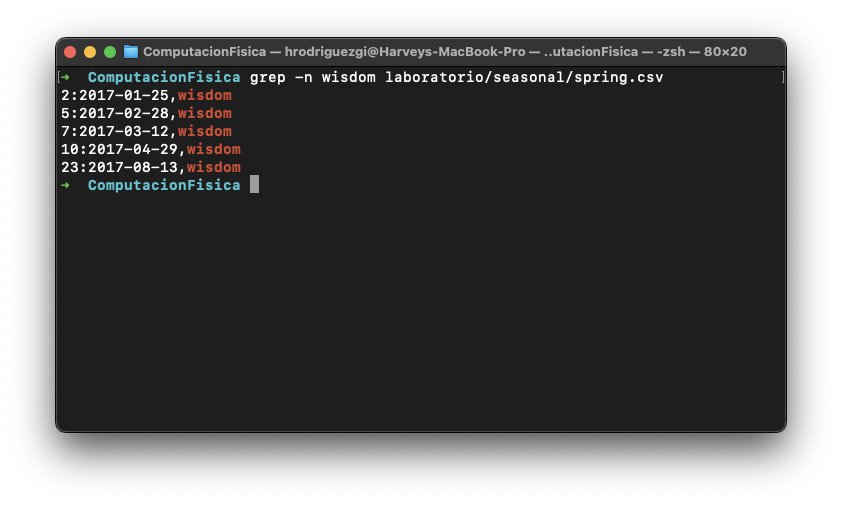 ComputacionFisica — hrodriguezgi@Harveys-MacBook-Pro — ..utacionFisica — -zsh — 80×20
[➜  ComputacionFisica grep -n wisdom laboratorio/seasonal/spring.csv ]
2:2017-01-25,wisdom
5:2017-02-28,wisdom
7:2017-03-12,wisdom
10:2017-04-29,wisdom
23:2017-08-13,wisdom
➜  ComputacionFisica